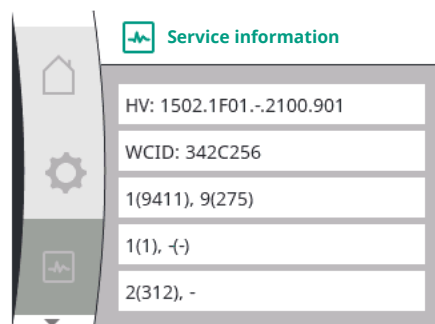 Service information
HV: 1502.1F01.-.2100.901
WCID: 342C256
1(9411), 9(275)
1(1), -(-)
2(312), -